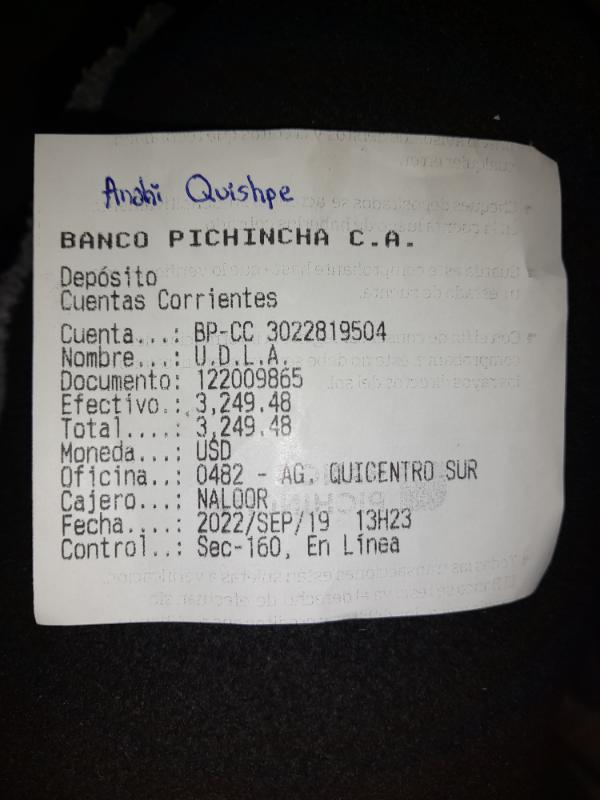 Anahi Quishpe
BANCO PICHINCHA C.A.
Depósito
Cuentas Corrientes
Cuenta...: BP-CC 3022819504
Nombre...: U.D.L.A.
Documento: 122009865
Efectivo.: 3,249.48
Total....: 3,249.48
Moneda...: USD
Oficina..: 0482 - AG. QUICENTRO SUR
Cajero...: NALOOR
Fecha....: 2022/SEP/19 13H23
Control..: Sec-160, En Línea